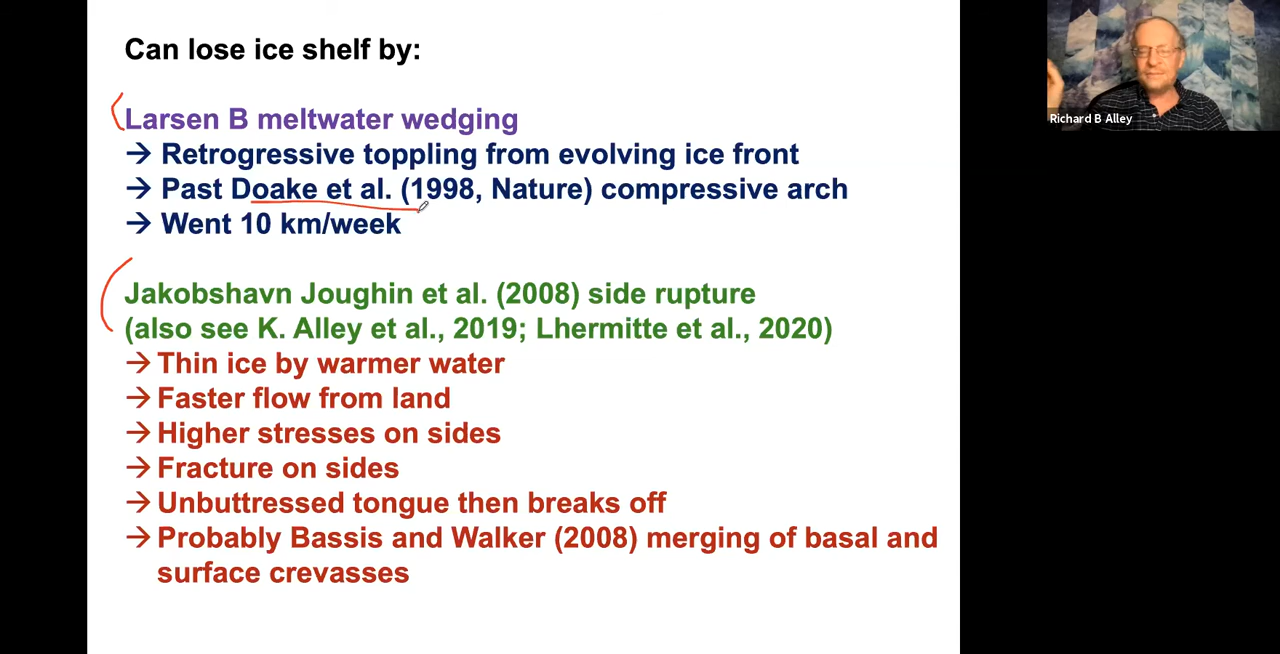 Can lose ice shelf by:
Larsen B meltwater wedging
→ Retrogressive toppling from evolving ice front
→ Past Doake et al. (1998, Nature) compressive arch
→ Went 10 km/week
Jakobshavn Joughin et al. (2008) side rupture
(also see K. Alley et al., 2019; Lhermitte et al., 2020)
→ Thin ice by warmer water
→ Faster flow from land
→ Higher stresses on sides
→ Fracture on sides
→ Unbuttressed tongue then breaks off
→ Probably Bassis and Walker (2008) merging of basal and
surface crevasses
Richard B Alley